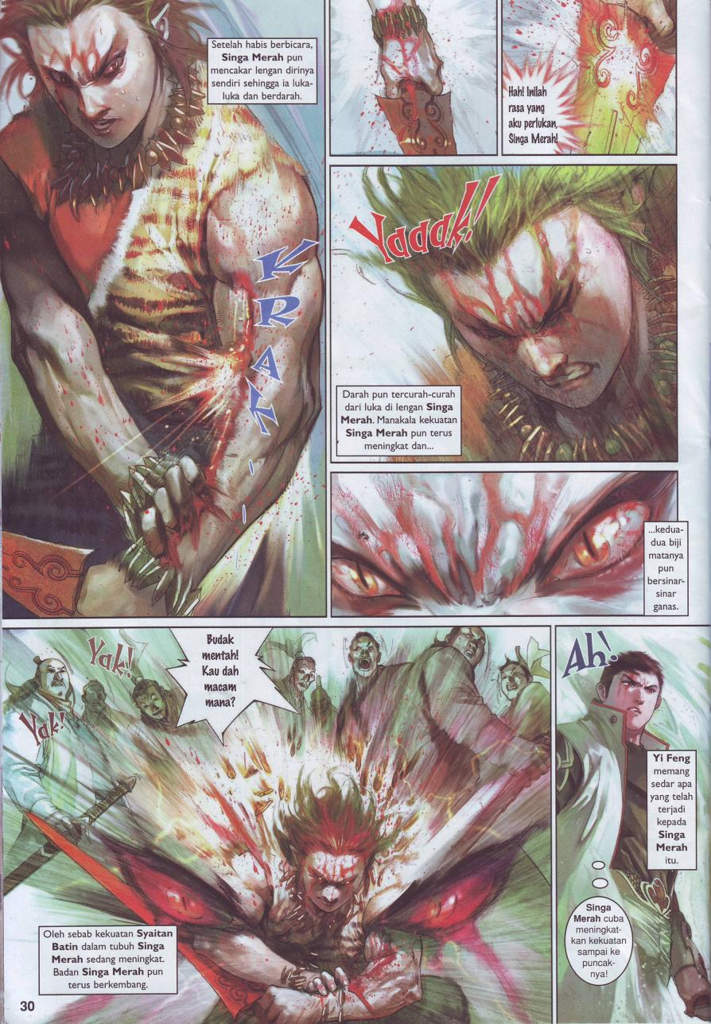 Setelah habis berbicara,
Singa Merah pun
mencakar lengan dirinya
sendiri sehingga ia luka-
luka dan berdarah.
KRAK
Hah! Inilah
rasa yang
aku perlukan,
Singa Merah!
Yaaak!!
Darah pun tercurah-curah
dari luka di lengan Singa
Merah. Manakala kekuatan
Singa Merah pun terus
meningkat dan...
...kedua-
dua biji
matanya
pun
bersinar-
sinar
ganas.
Yak!
Yak!
Budak
mentah!
Kau dah
macam
mana?
Oleh sebab kekuatan Syaitan
Batin dalam tubuh Singa
Merah sedang meningkat.
Badan Singa Merah pun
terus berkembang.
Ah!
Yi Feng
memang
sedar apa
yang telah
terjadi
kepada
Singa
Merah
itu.
Singa
Merah cuba
meningkat-
kan kekuatan
sampai ke
puncak-
nya!
30